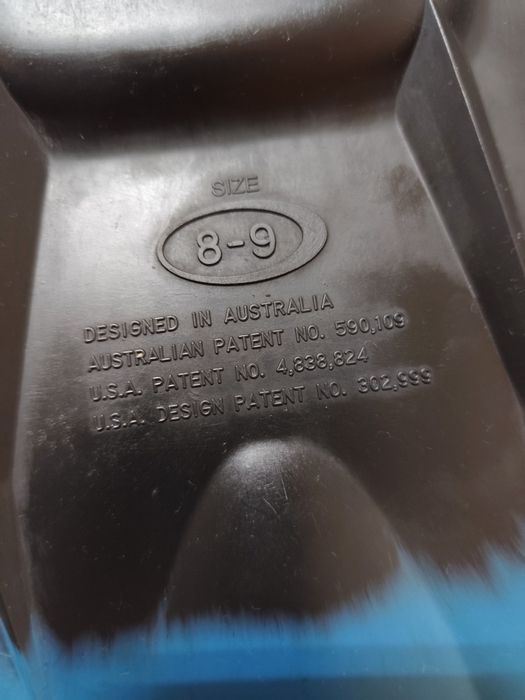 SIZE
8-9
DESIGNED IN AUSTRALIA
AUSTRALIAN PATENT NO. 590,109
U.S.A. PATENT NO. 4,838,824
U.S.A. DESIGN PATENT NO. 302,999